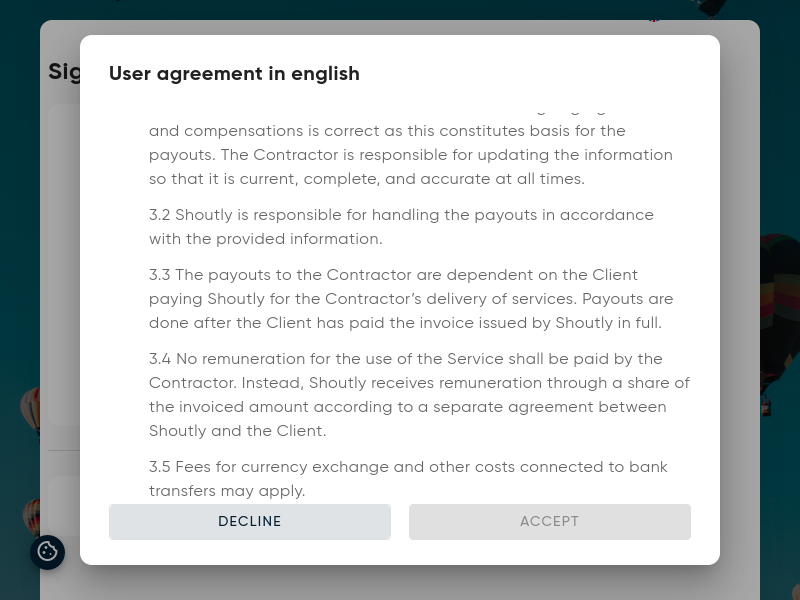 Sig
User agreement in english
and compensations is correct as this constitutes basis for the
payouts. The Contractor is responsible for updating the information
so that it is current, complete, and accurate at all times.
3.2 Shoutly is responsible for handling the payouts in accordance
with the provided information.
3.3 The payouts to the Contractor are dependent on the Client
paying Shoutly for the Contractor’s delivery of services. Payouts are
done after the Client has paid the invoice issued by Shoutly in full.
3.4 No remuneration for the use of the Service shall be paid by the
Contractor. Instead, Shoutly receives remuneration through a share of
the invoiced amount according to a separate agreement between
Shoutly and the Client.
3.5 Fees for currency exchange and other costs connected to bank
transfers may apply.
DECLINE
ACCEPT